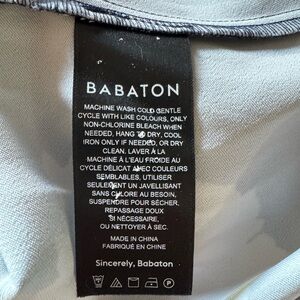 BABATON
MACHINE WASH COLD GENTLE
CYCLE WITH LIKE COLOURS, ONLY
NON-CHLORINE BLEACH WHEN
NEEDED, HANG TO DRY, COOL
IRON ONLY IF NEEDED, OR DRY
CLEAN. LAVER À LA
MACHINE À L'EAU FROIDE AU
CYCLE DÉLICAT AVEC COULEURS
SEMBLABLES, UTILISER
SEULEMENT UN JAVELLISANT
SANS CHLORE AU BESOIN,
SUSPENDRE POUR SÉCHER,
REPASSAGE DOUX
SI NÉCESSAIRE,
OU NETTOYER À SEC.
MADE IN CHINA
FABRIQUÉ EN CHINE
Sincerely, Babaton